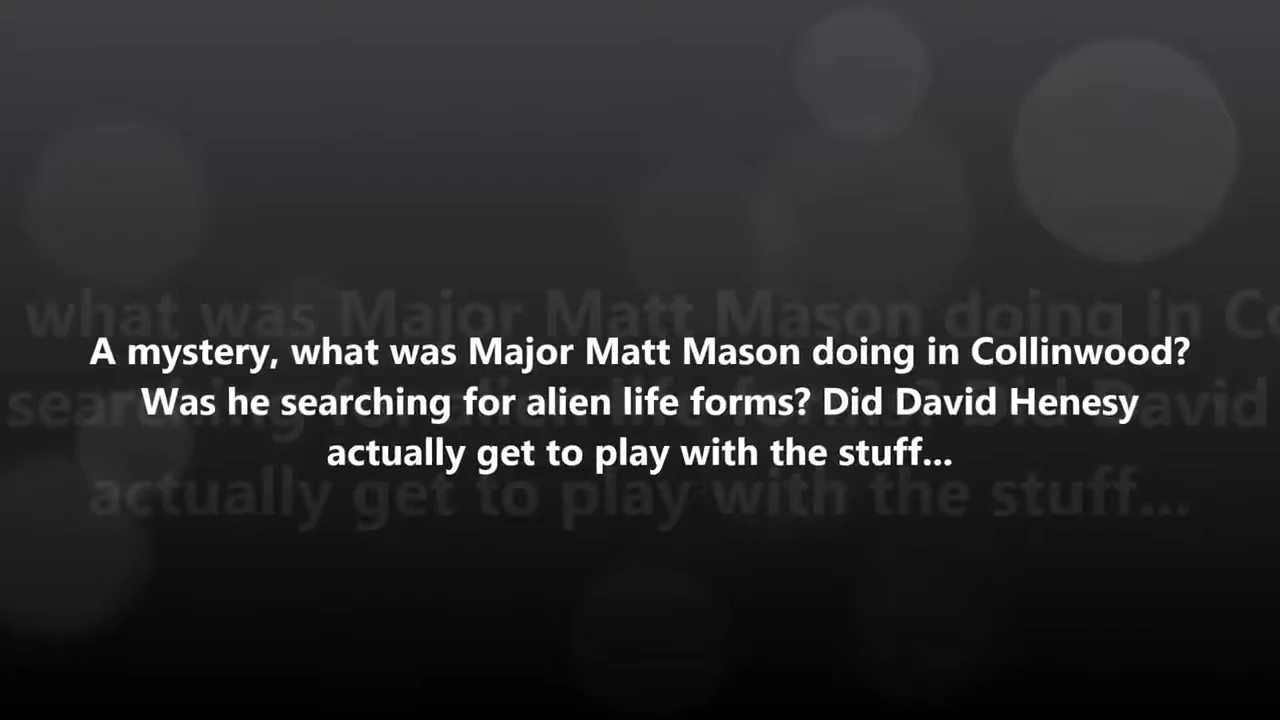 A mystery, what was Major Matt Mason doing in Collinwood?
Was he searching for alien life forms? Did David Henesy
actually get to play with the stuff...